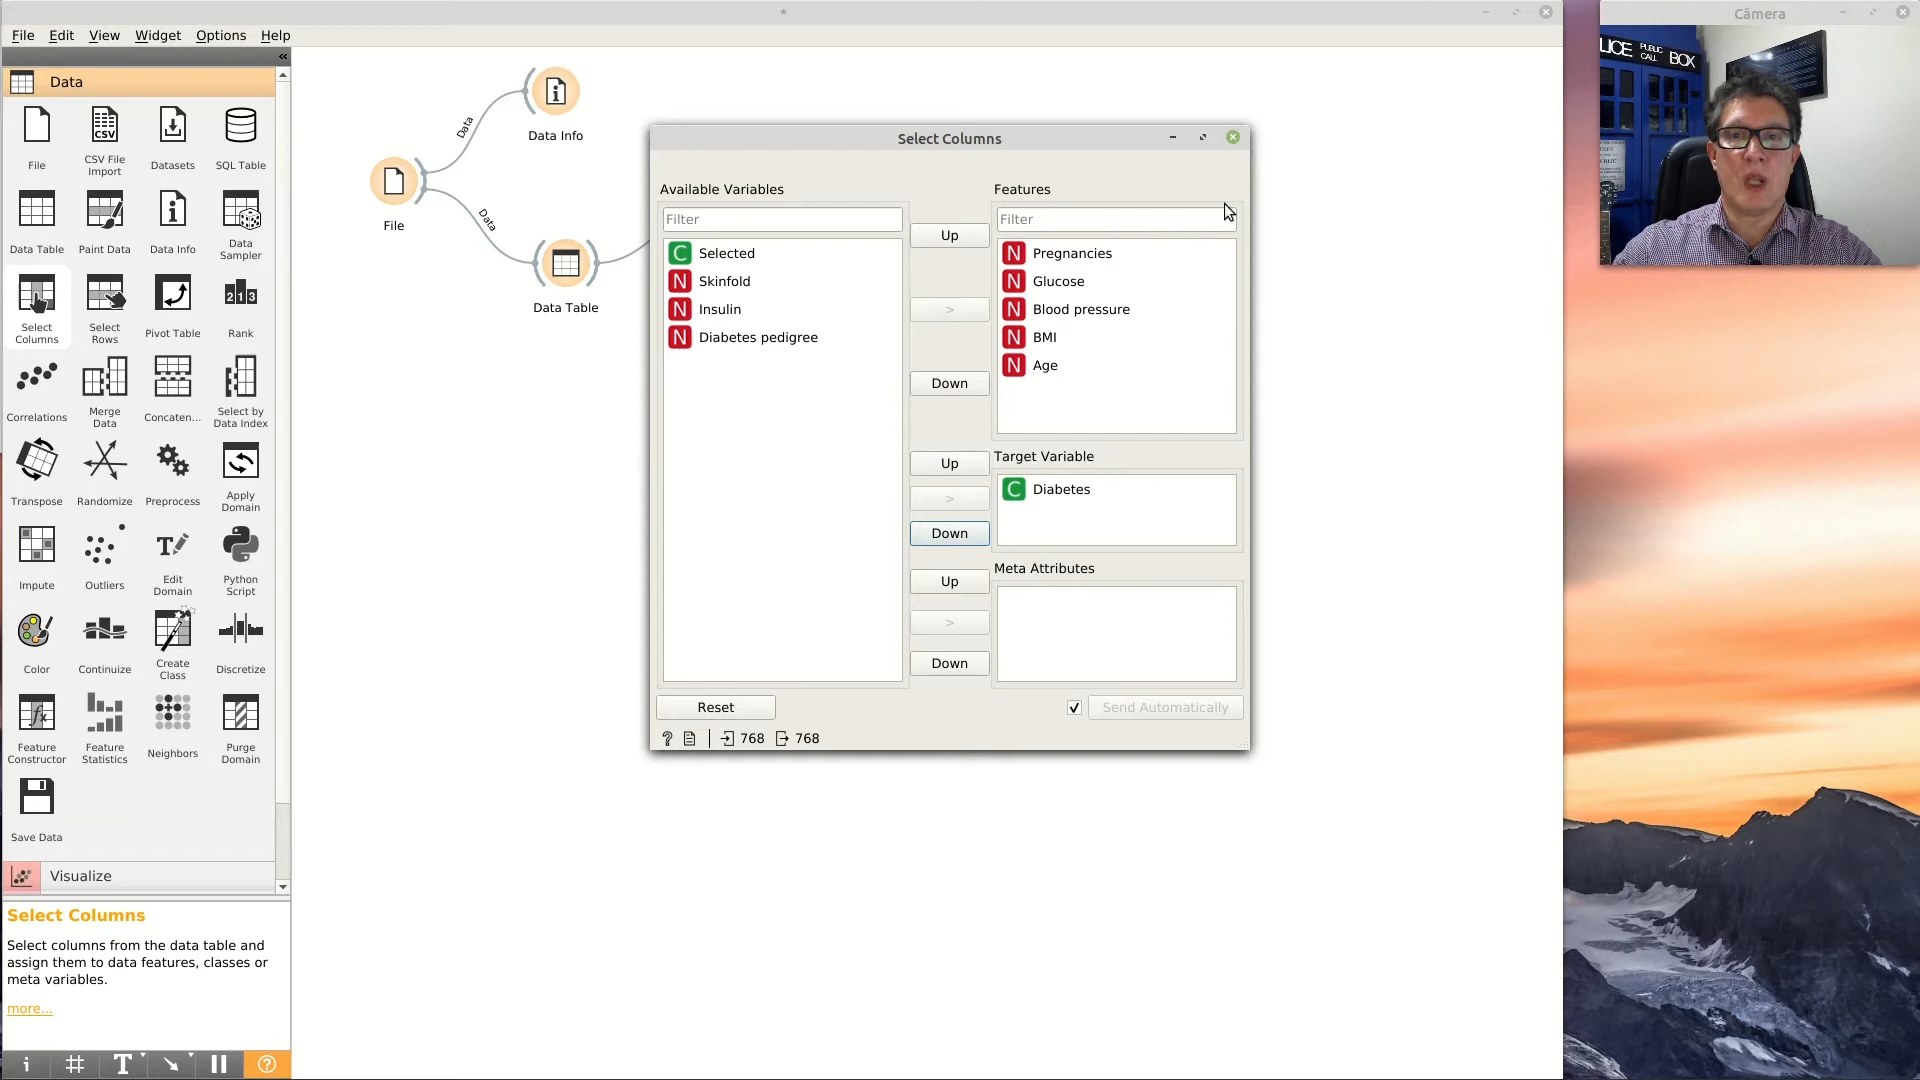 *
Câmera
File Edit View Widget Options Help
«
Data
File
CSV
CSV File
Import
Datasets
SQL Table
Data Table
Paint Data
Data Info
Data
Sampler
Select
Columns
Select
Rows
Pivot Table
213
Rank
Correlations
Merge
Data
Concaten...
Select by
Data Index
Transpose
Randomize
Preprocess
Apply
Domain
Impute
Outliers
Edit
Domain
Python
Script
Color
Continuize
Create
Class
Discretize
Feature
Constructor
Feature
Statistics
Neighbors
Purge
Domain
Save Data
Visualize
Select Columns
Select columns from the data table and
assign them to data features, classes or
meta variables.
more...
Data
Data Info
File
Data
Data Table
Select Columns
Available Variables
Filter
C Selected
N Skinfold
N Insulin
N Diabetes pedigree
Up
>
Down
Up
>
Down
Up
>
Down
Features
Filter
N Pregnancies
N Glucose
N Blood pressure
N BMI
N Age
Target Variable
C Diabetes
Meta Attributes
Reset
Send Automatically
? 768 768
LICE PUBLIC CALL BOX